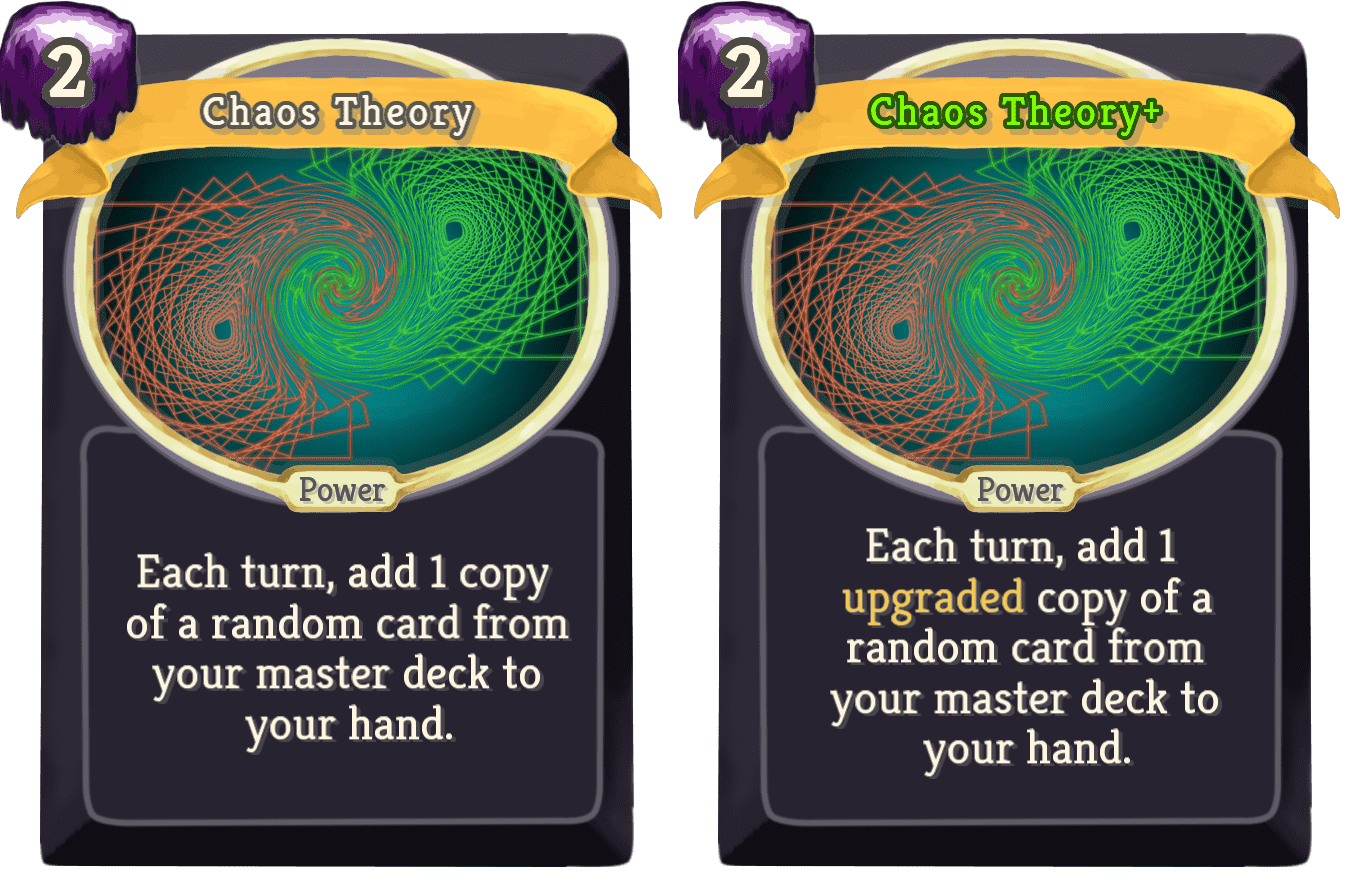 2
Chaos Theory
Power
Each turn, add 1 copy
of a random card from
your master deck to
your hand.
2
Chaos Theory+
Power
Each turn, add 1
upgraded copy of a
random card from
your master deck to
your hand.